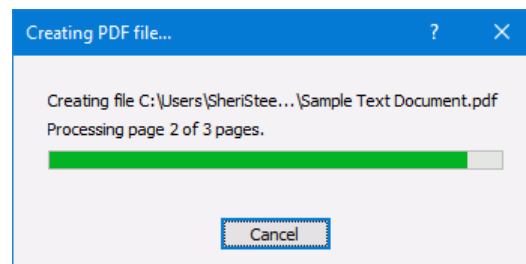 Creating PDF file... ?
Creating file C:\Users\SheriStee...\Sample Text Document.pdf
Processing page 2 of 3 pages.
Cancel